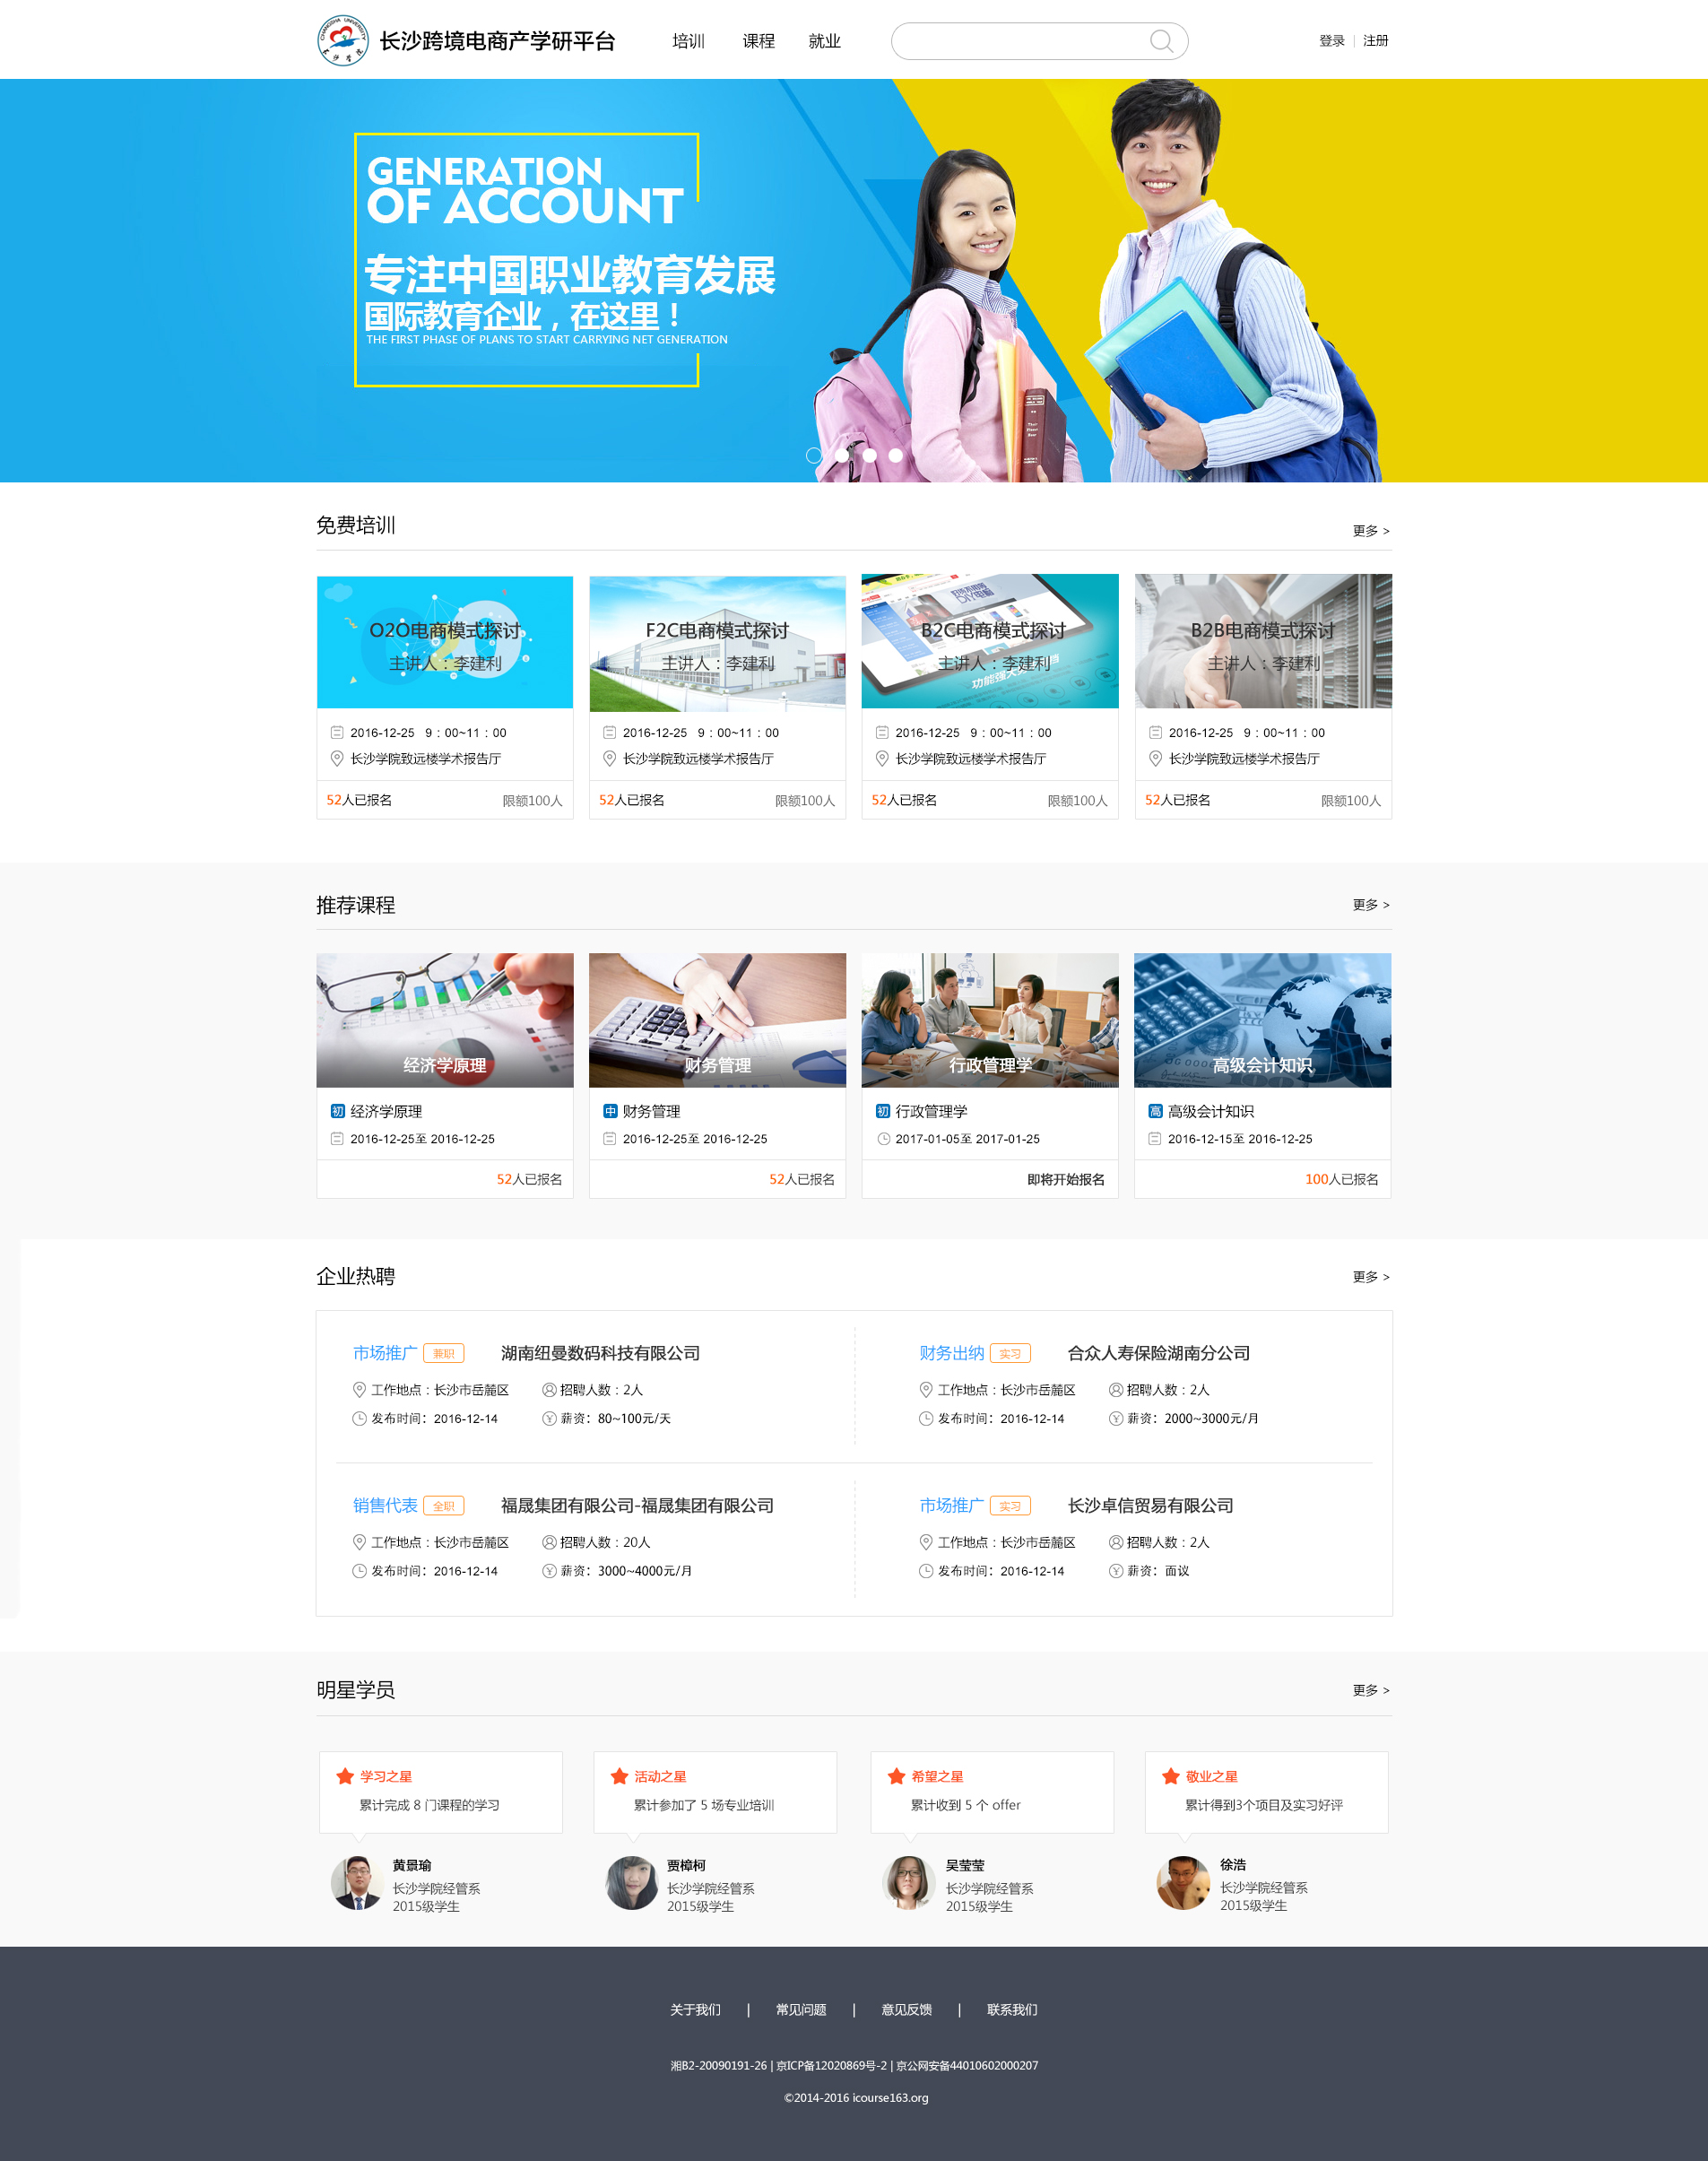 长沙跨境电商产学研平台
培训 课程 就业
登录 | 注册
GENERATION
OF ACCOUNT
专注中国职业教育发展
国际教育企业，在这里！
THE FIRST PHASE OF PLANS TO START CARRYING NET GENERATION
免费培训 更多 >
O2O电商模式探讨
主讲人：李建利
2016-12-25 9：00~11：00
长沙学院致远楼学术报告厅
52人已报名 限额100人
F2C电商模式探讨
主讲人：李建利
2016-12-25 9：00~11：00
长沙学院致远楼学术报告厅
52人已报名 限额100人
B2C电商模式探讨
主讲人：李建利
2016-12-25 9：00~11：00
长沙学院致远楼学术报告厅
52人已报名 限额100人
B2B电商模式探讨
主讲人：李建利
2016-12-25 9：00~11：00
长沙学院致远楼学术报告厅
52人已报名 限额100人
推荐课程 更多 >
经济学原理
初 经济学原理
2016-12-25至 2016-12-25
52人已报名
财务管理
中 财务管理
2016-12-25至 2016-12-25
52人已报名
行政管理学
初 行政管理学
2017-01-05至 2017-01-25
即将开始报名
高级会计知识
高 高级会计知识
2016-12-15至 2016-12-25
100人已报名
企业热聘 更多 >
市场推广 兼职 湖南纽曼数码科技有限公司
工作地点：长沙市岳麓区 招聘人数：2人
发布时间：2016-12-14 薪资：80~100元/天
财务出纳 实习 合众人寿保险湖南分公司
工作地点：长沙市岳麓区 招聘人数：2人
发布时间：2016-12-14 薪资：2000~3000元/月
销售代表 全职 福晟集团有限公司-福晟集团有限公司
工作地点：长沙市岳麓区 招聘人数：20人
发布时间：2016-12-14 薪资：3000~4000元/月
市场推广 实习 长沙卓信贸易有限公司
工作地点：长沙市岳麓区 招聘人数：2人
发布时间：2016-12-14 薪资：面议
明星学员 更多 >
学习之星
累计完成 8 门课程的学习
黄景瑜
长沙学院经管系
2015级学生
活动之星
累计参加了 5 场专业培训
贾樟柯
长沙学院经管系
2015级学生
希望之星
累计收到 5 个 offer
吴莹莹
长沙学院经管系
2015级学生
敬业之星
累计得到3个项目及实习好评
徐浩
长沙学院经管系
2015级学生
关于我们 | 常见问题 | 意见反馈 | 联系我们
湘B2-20090191-26 | 京ICP备12020869号-2 | 京公网安备44010602000207
©2014-2016 icourse163.org